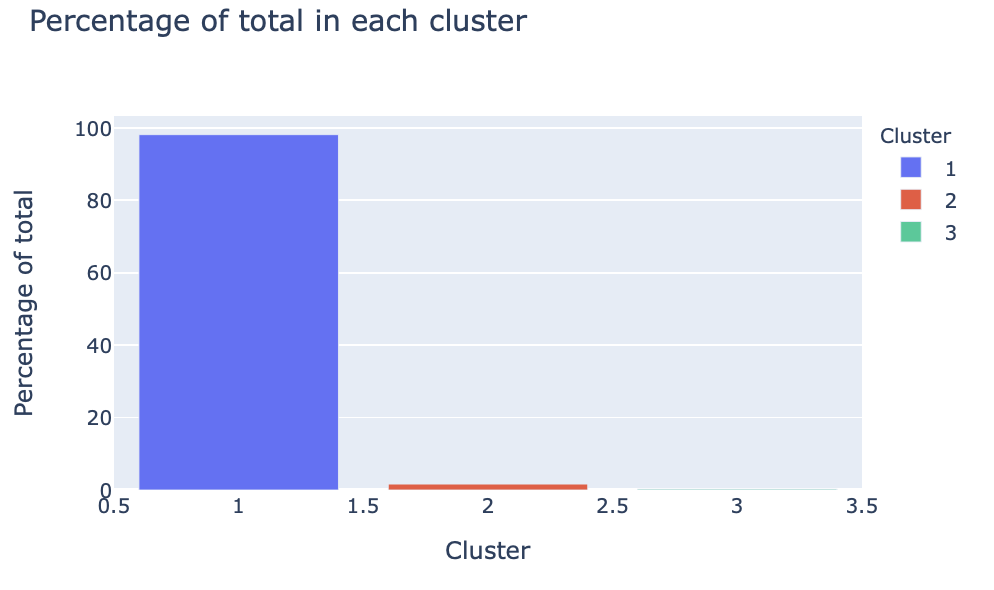 Percentage of total in each cluster
Percentage of total
100
80
60
40
20
0
0.5 1 1.5 2 2.5 3 3.5
Cluster
Cluster
1
2
3